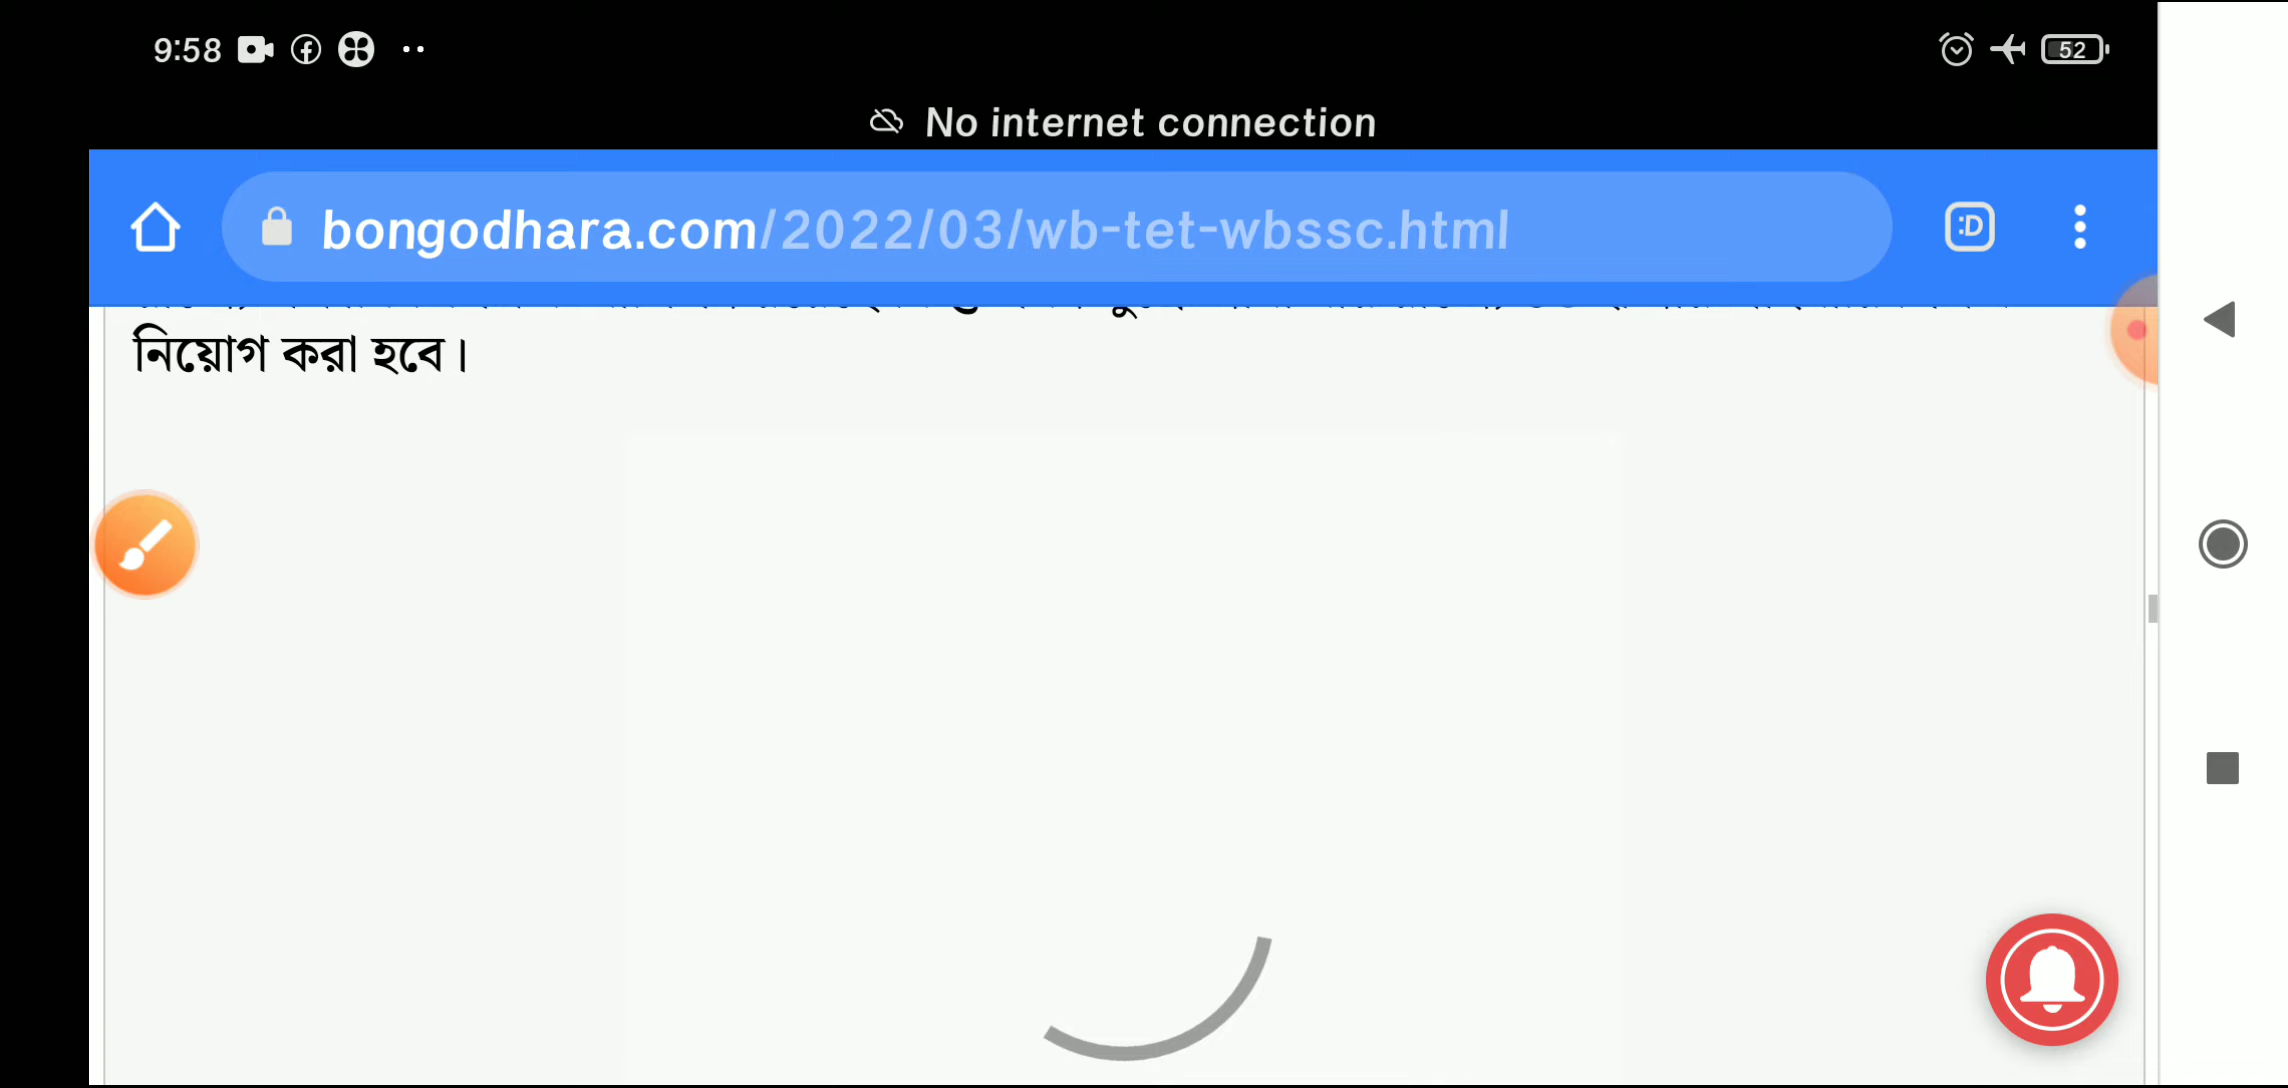 9:58
52
No internet connection
bongodhara.com/2022/03/wb-tet-wbssc.html
:D
নিয়োগ করা হবে।